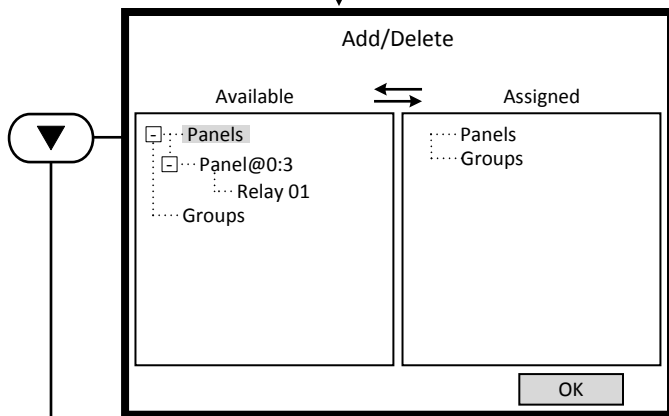 Add/Delete
Available
Assigned
Panels
Panel@0:3
Relay 01
Groups
Panels
Groups
OK